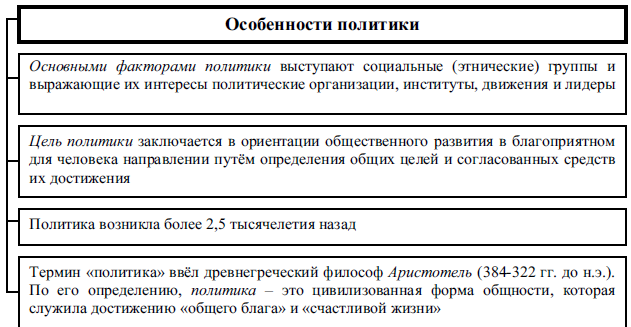 Особенности политики
Основными факторами политики выступают социальные (этнические) группы и
выражающие их интересы политические организации, институты, движения и лидеры
Цель политики заключается в ориентации общественного развития в благоприятном
для человека направлении путём определения общих целей и согласованных средств
их достижения
Политика возникла более 2,5 тысячелетия назад
Термин «политика» ввёл древнегреческий философ Аристотель (384-322 гг. до н.э.).
По его определению, политика – это цивилизованная форма общности, которая
служила достижению «общего блага» и «счастливой жизни»